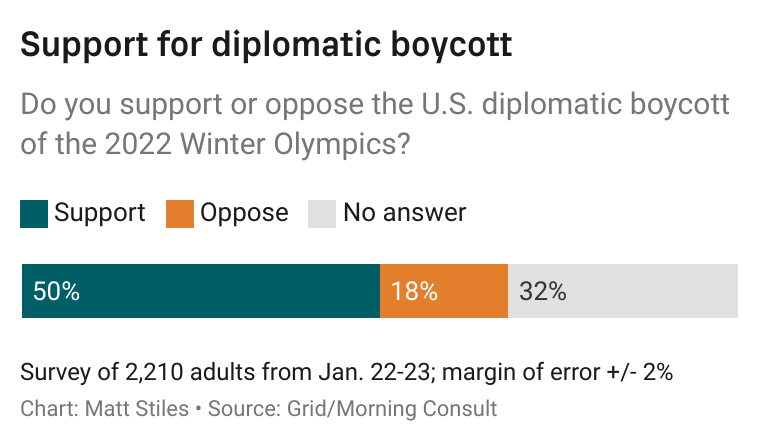 Support for diplomatic boycott
Do you support or oppose the U.S. diplomatic boycott
of the 2022 Winter Olympics?
Support Oppose No answer
50% 18% 32%
Survey of 2,210 adults from Jan. 22-23; margin of error +/- 2%
Chart: Matt Stiles • Source: Grid/Morning Consult